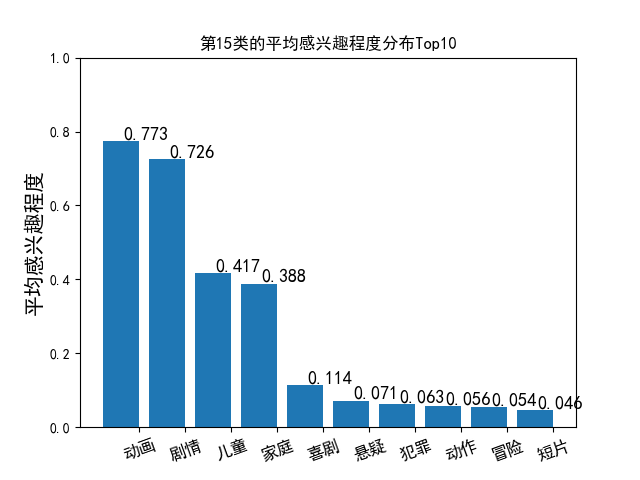 第15类的平均感兴趣程度分布Top10
平均感兴趣程度
1.0
0.8
0.6
0.4
0.2
0.0
0.773
0.726
0.417
0.388
0.114
0.071
0.063
0.056
0.054
0.046
动画
剧情
儿童
家庭
喜剧
悬疑
犯罪
动作
冒险
短片